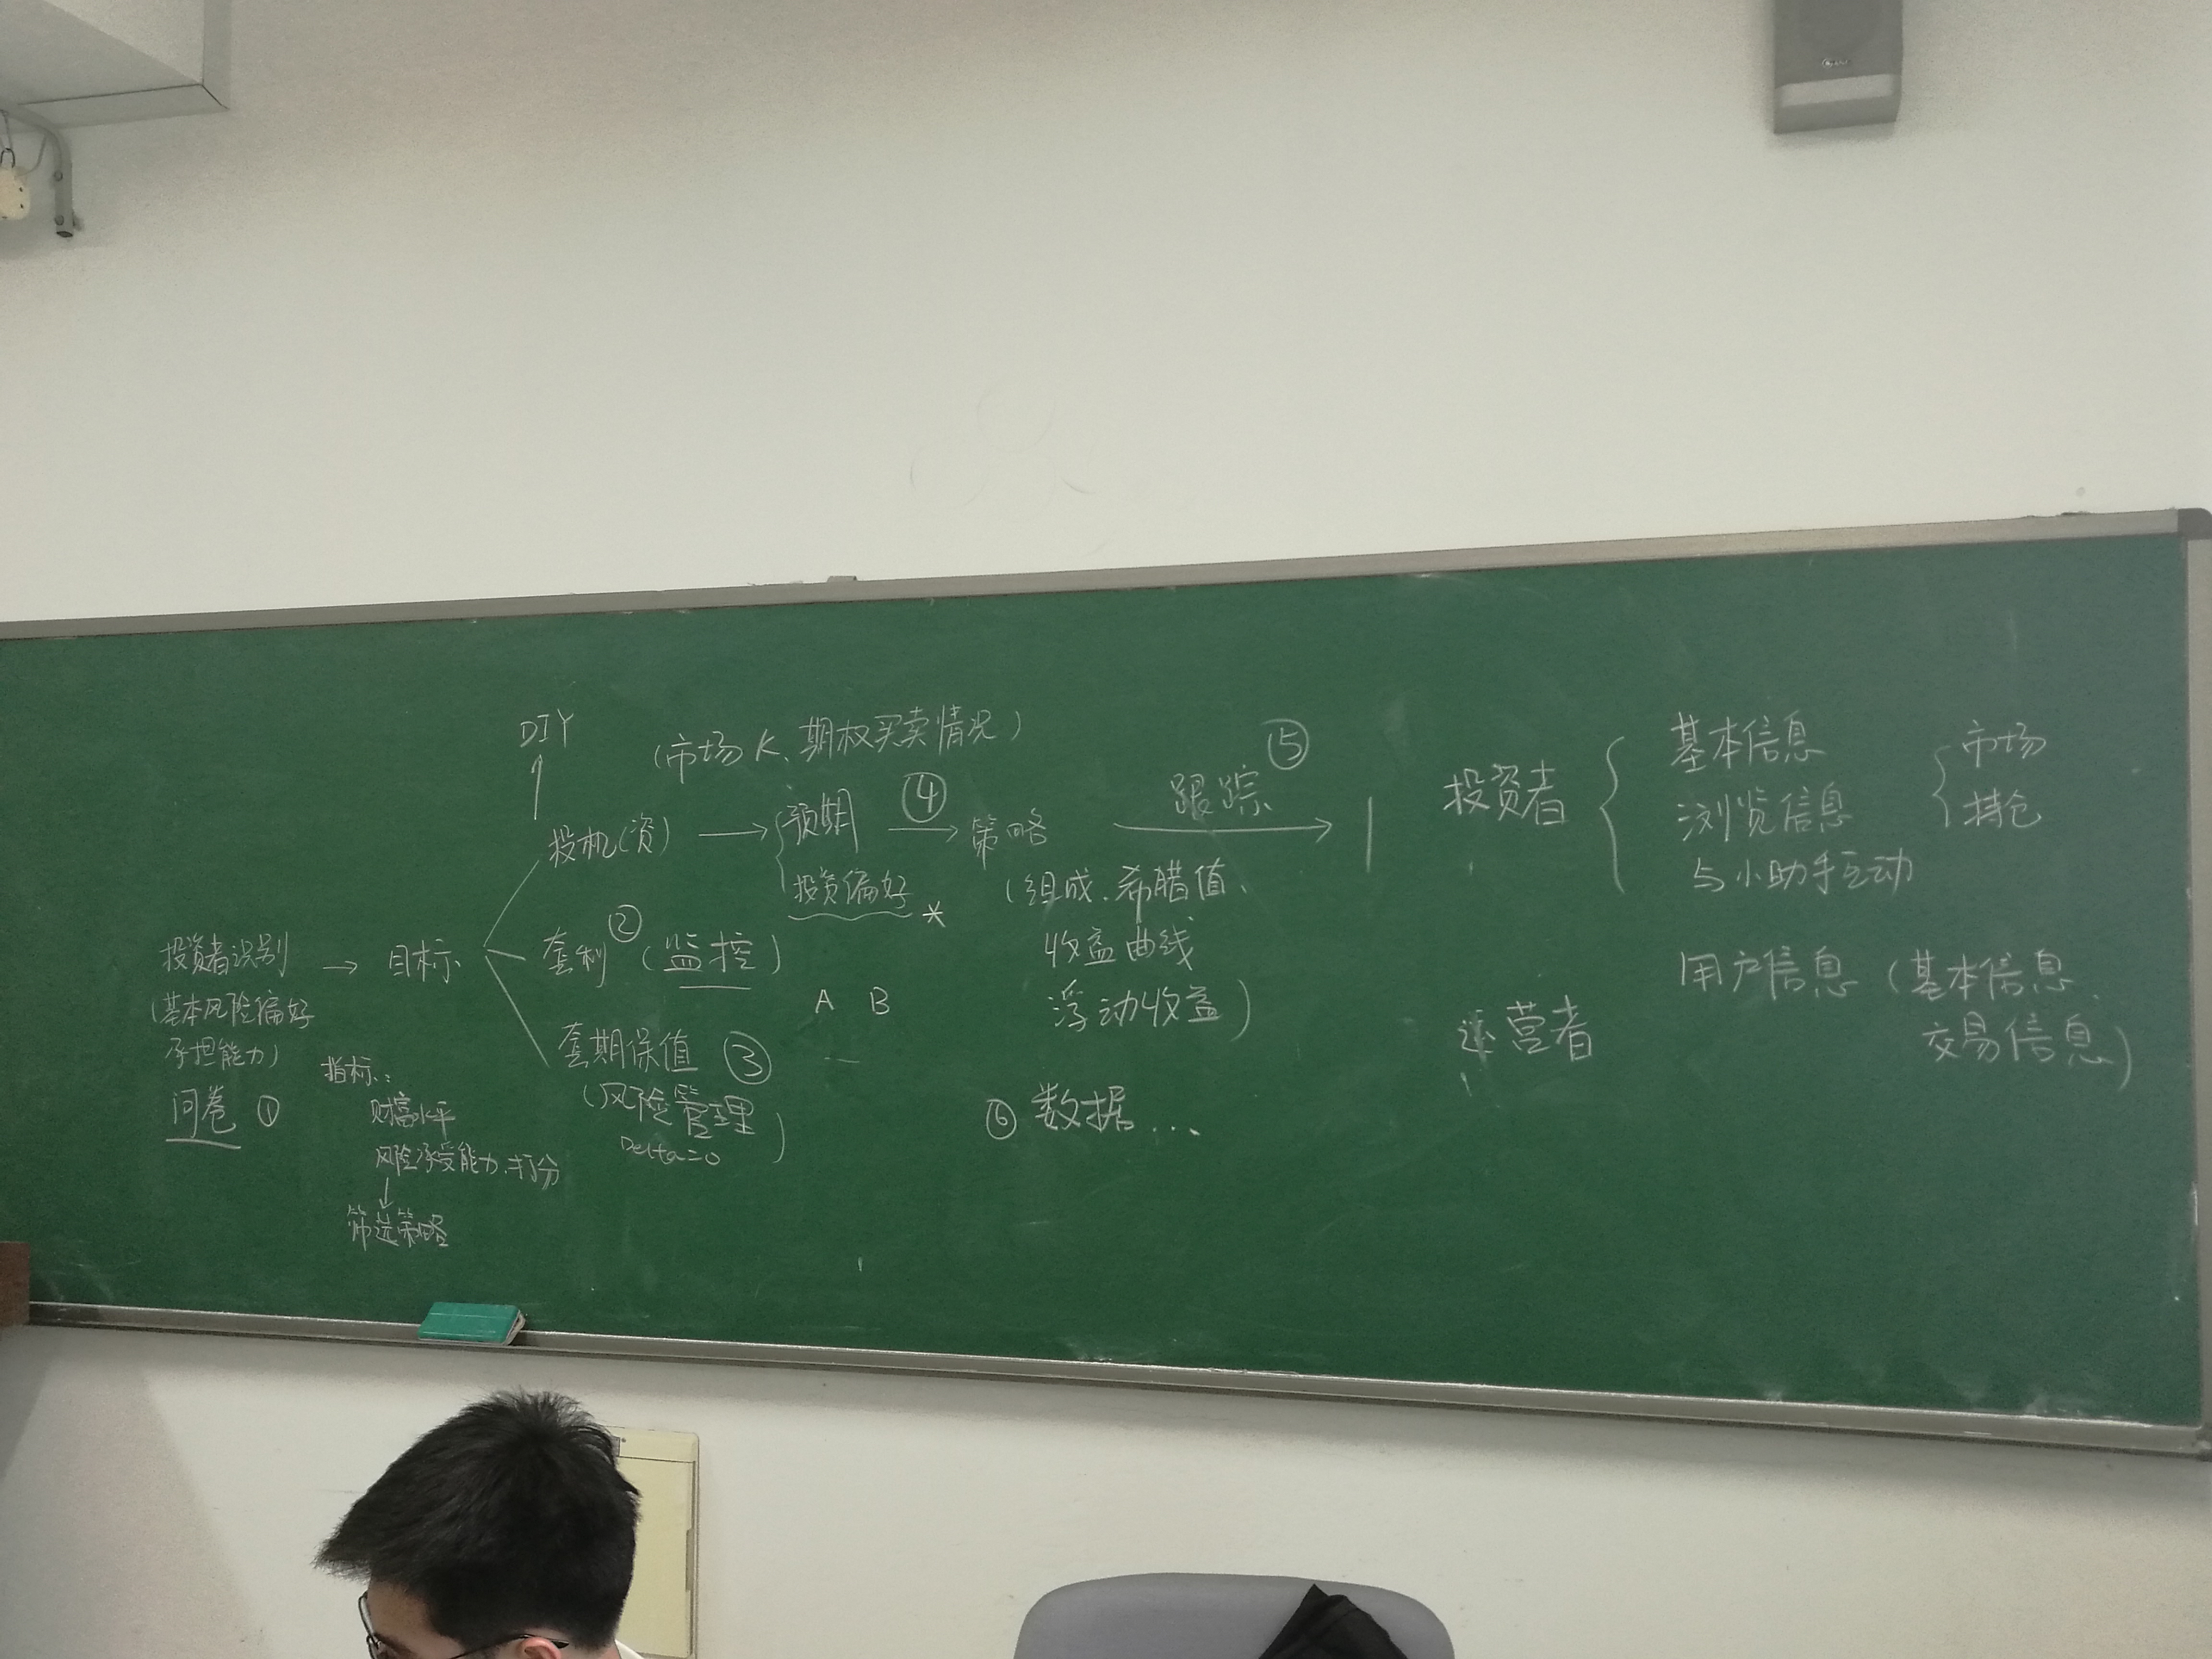 DIY
(市场K、期权买卖情况)
投机(资)
预期
④
策略
跟踪
⑤
投资偏好
*
(组成、希腊值、
收益曲线
浮动收益)
投资者识别
(基本风险偏好
承担能力)
问卷 ①
目标
套利 ② (监控)
A B
套期保值 ③
(风险管理
Delta=0
)
指标:
财富水平
风险承受能力、打分
筛选策略
⑥ 数据...
投资者
基本信息
浏览信息
与小助手互动
市场
持仓
运营者
用户信息 (基本信息、
交易信息)